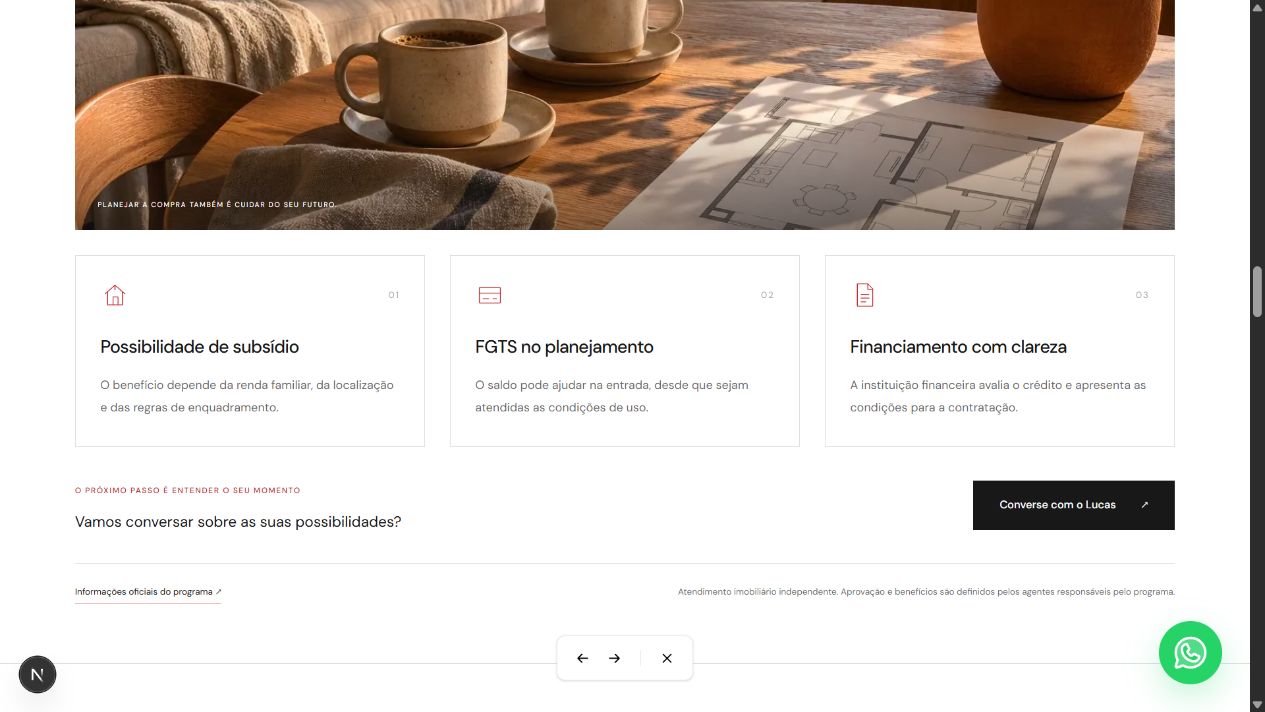 PLANEJAR A COMPRA TAMBÉM É CUIDAR DO SEU FUTURO.
01
Possibilidade de subsídio
O benefício depende da renda familiar, da localização
e das regras de enquadramento.
02
FGTS no planejamento
O saldo pode ajudar na entrada, desde que sejam
atendidas as condições de uso.
03
Financiamento com clareza
A instituição financeira avalia o crédito e apresenta as
condições para a contratação.
O PRÓXIMO PASSO É ENTENDER O SEU MOMENTO
Vamos conversar sobre as suas possibilidades?
Converse com o Lucas ↗
Informações oficiais do programa ↗
Atendimento imobiliário independente. Aprovação e benefícios são definidos pelos agentes responsáveis pelo programa.
N